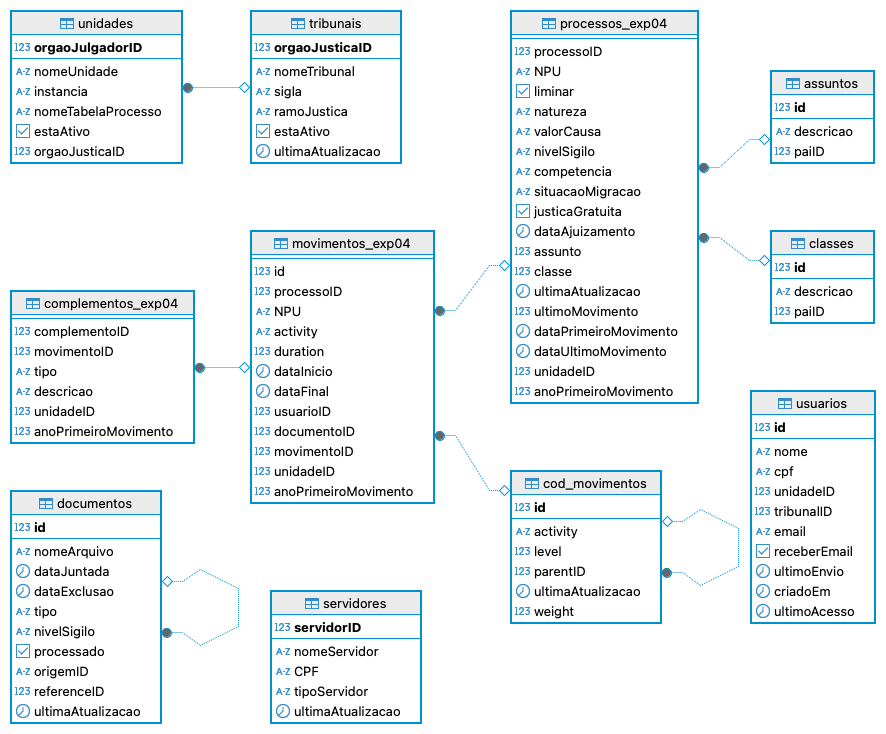 unidades
123 orgaoJulgadorID
A-Z nomeUnidade
A-Z instancia
A-Z nomeTabelaProcesso
estaAtivo
123 orgaoJusticaID
tribunais
123 orgaoJusticaID
A-Z nomeTribunal
A-Z sigla
A-Z ramoJustica
estaAtivo
ultimaAtualizacao
processos_exp04
123 processoID
A-Z NPU
liminar
A-Z natureza
A-Z valorCausa
A-Z nivelSigilo
A-Z competencia
A-Z situacaoMigracao
justicaGratuita
dataAjuizamento
123 assunto
123 classe
ultimaAtualizacao
123 ultimoMovimento
dataPrimeiroMovimento
dataUltimoMovimento
123 unidadeID
123 anoPrimeiroMovimento
assuntos
123 id
A-Z descricao
123 paiID
classes
123 id
A-Z descricao
123 paiID
movimentos_exp04
123 id
123 processoID
A-Z NPU
123 activity
123 duration
dataInicio
dataFinal
123 usuarioID
123 documentoID
123 movimentoID
123 unidadeID
123 anoPrimeiroMovimento
complementos_exp04
123 complementoID
123 movimentoID
A-Z tipo
A-Z descricao
123 unidadeID
123 anoPrimeiroMovimento
usuarios
123 id
A-Z nome
A-Z cpf
123 unidadeID
123 tribunalID
A-Z email
receberEmail
ultimoEnvio
criadoEm
ultimoAcesso
cod_movimentos
123 id
A-Z activity
123 level
123 parentID
ultimaAtualizacao
123 weight
documentos
123 id
A-Z nomeArquivo
dataJuntada
dataExclusao
123 tipo
A-Z nivelSigilo
processado
A-Z origemID
123 referenceID
ultimaAtualizacao
servidores
123 servidorID
A-Z nomeServidor
A-Z CPF
A-Z tipoServidor
ultimaAtualizacao